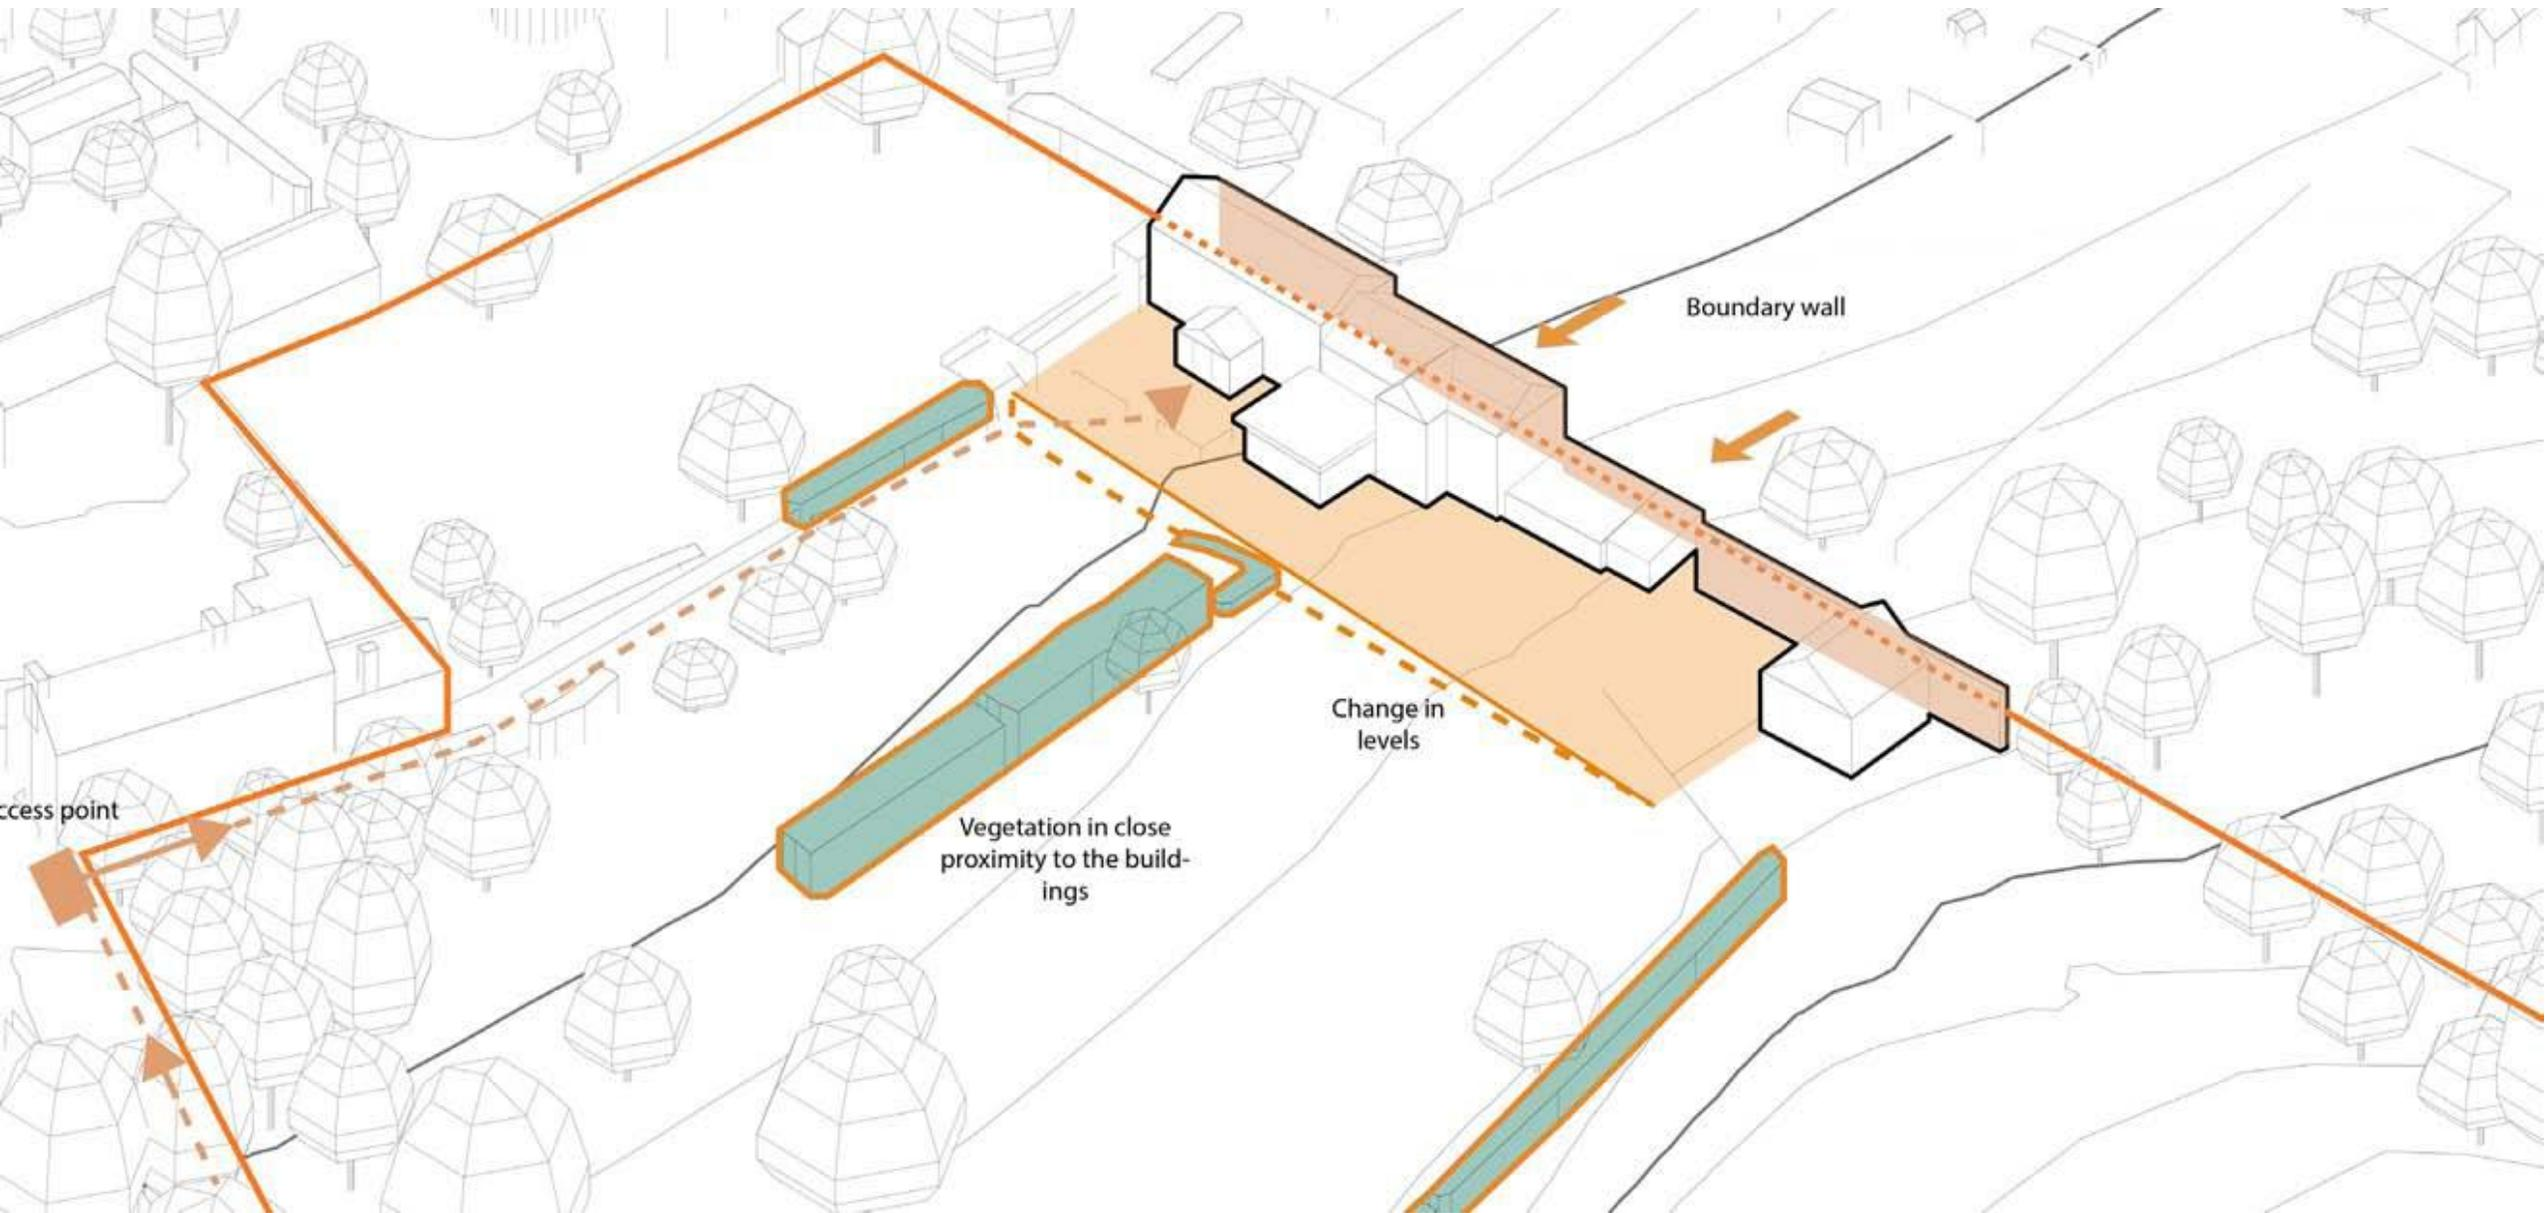 Boundary wall
Change in
levels
ccess point
Vegetation in close
proximity to the build-
ings